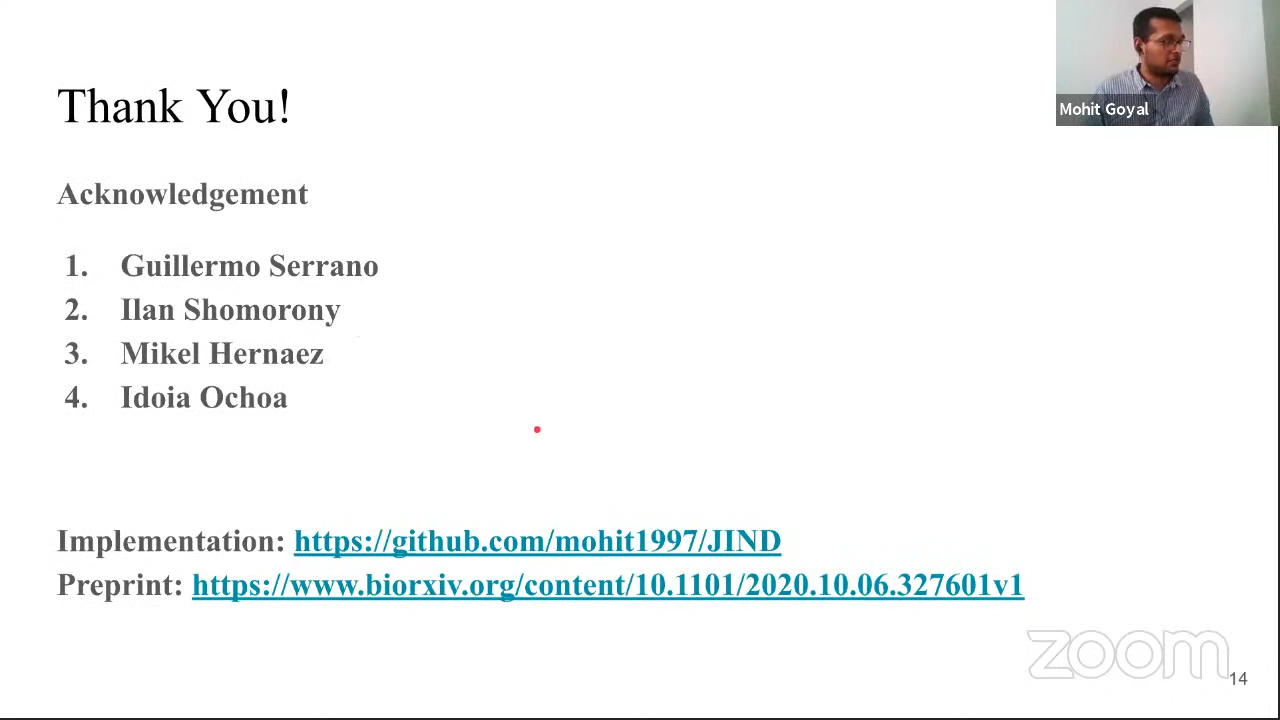 Thank You!
Mohit Goyal
Acknowledgement
1. Guillermo Serrano
2. Ilan Shomorony
3. Mikel Hernaez
4. Idoia Ochoa
Implementation: https://github.com/mohit1997/JIND
Preprint: https://www.biorxiv.org/content/10.1101/2020.10.06.327601v1
zoom
14